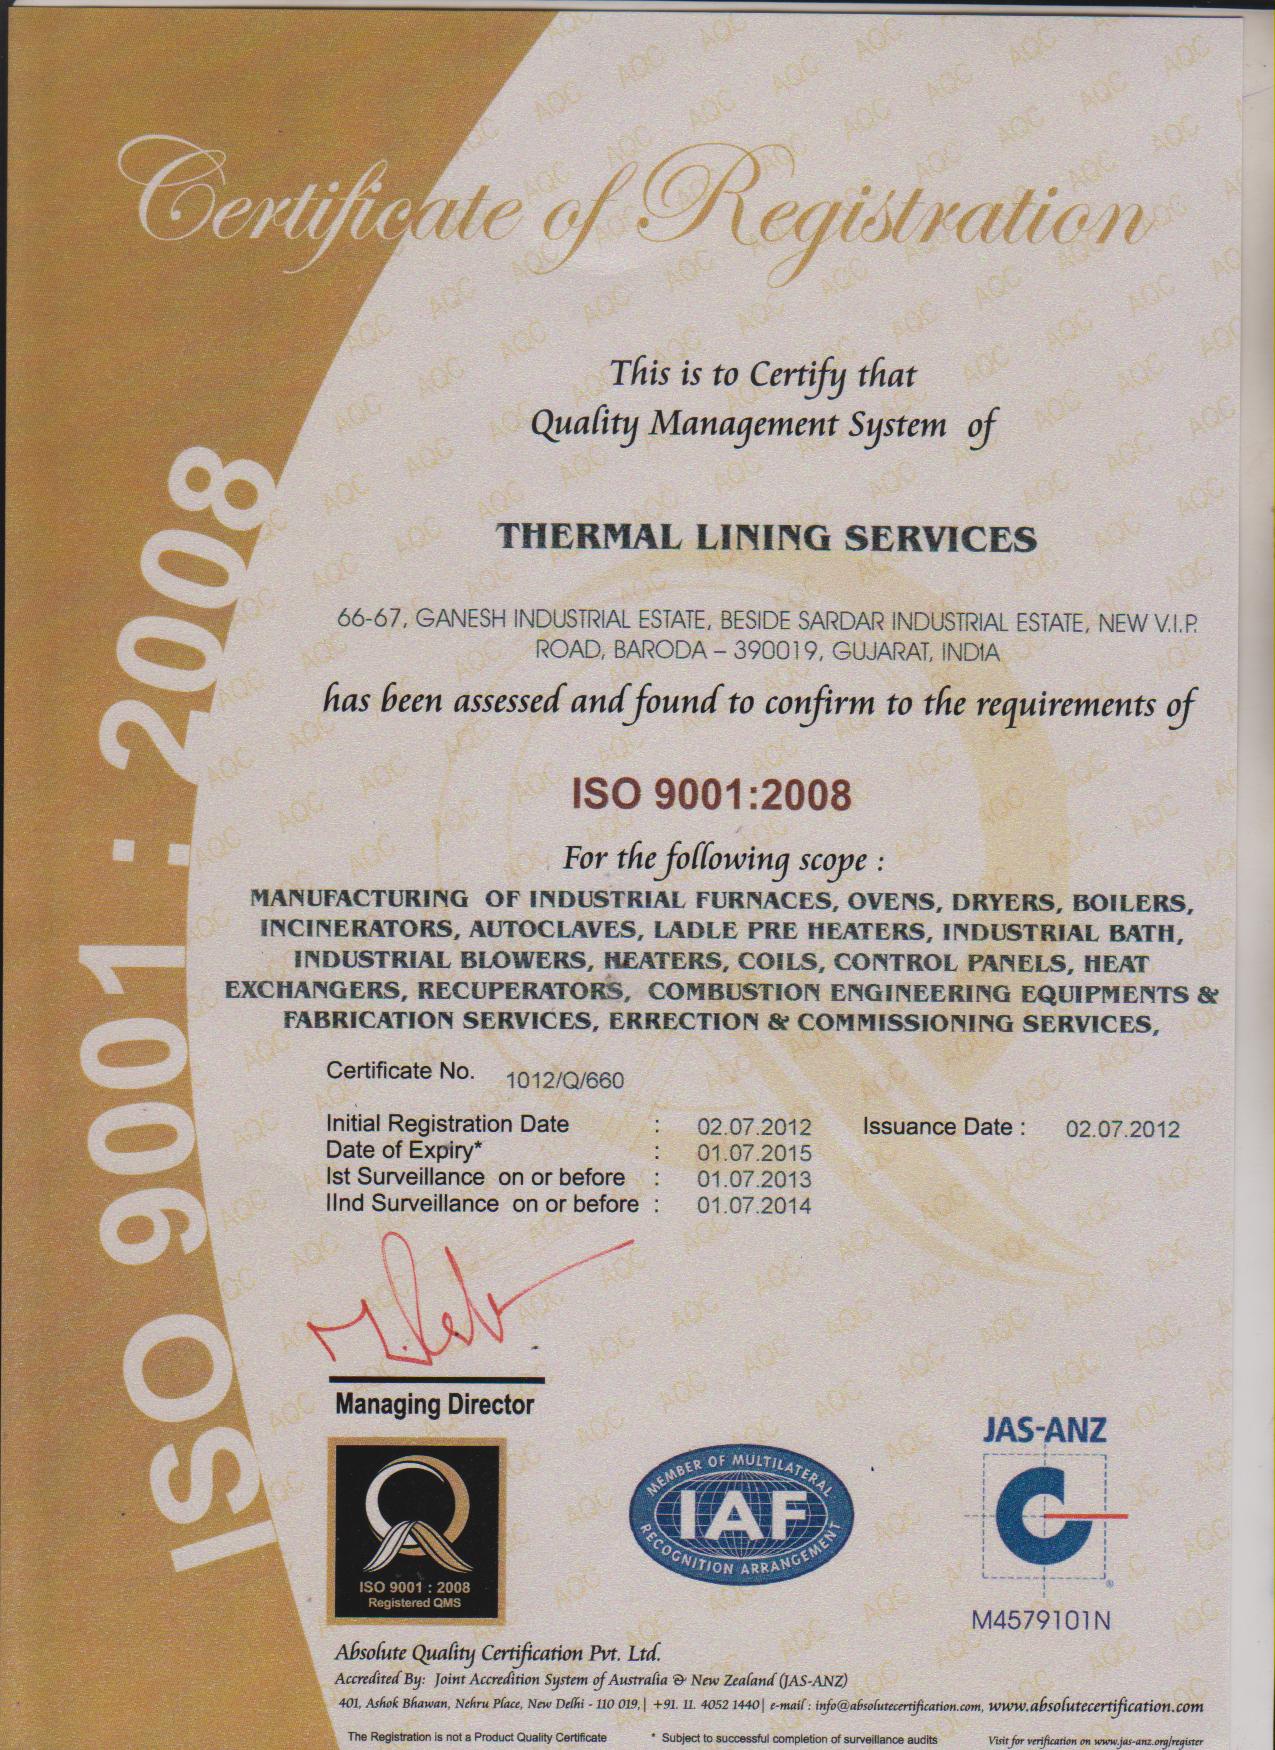 Certificate of Registration
This is to Certify that
Quality Management System of
THERMAL LINING SERVICES
66-67, GANESH INDUSTRIAL ESTATE, BESIDE SARDAR INDUSTRIAL ESTATE, NEW V.I.P.
ROAD, BARODA – 390019, GUJARAT, INDIA
has been assessed and found to confirm to the requirements of
ISO 9001:2008
For the following scope :
MANUFACTURING OF INDUSTRIAL FURNACES, OVENS, DRYERS, BOILERS,
INCINERATORS, AUTOCLAVES, LADLE PRE HEATERS, INDUSTRIAL BATH,
INDUSTRIAL BLOWERS, HEATERS, COILS, CONTROL PANELS, HEAT
EXCHANGERS, RECUPERATORS, COMBUSTION ENGINEERING EQUIPMENTS &
FABRICATION SERVICES, ERRECTION & COMMISSIONING SERVICES,
Certificate No. 1012/Q/660
Initial Registration Date : 02.07.2012 Issuance Date : 02.07.2012
Date of Expiry* : 01.07.2015
Ist Surveillance on or before : 01.07.2013
IInd Surveillance on or before : 01.07.2014
Managing Director
ISO 9001 : 2008
ISO 9001 : 2008
Registered QMS
MEMBER OF MULTILATERAL
IAF
RECOGNITION ARRANGEMENT
JAS-ANZ
®
M4579101N
Absolute Quality Certification Pvt. Ltd.
Accredited By: Joint Accredition System of Australia & New Zealand (JAS-ANZ)
401, Ashok Bhawan, Nehru Place, New Delhi - 110 019,| +91. 11. 4052 1440| e-mail : info@absolutecertification.com, www.absolutecertification.com
The Registration is not a Product Quality Certificate * Subject to successful completion of surveillance audits Visit for verification on www.jas-anz.org/register